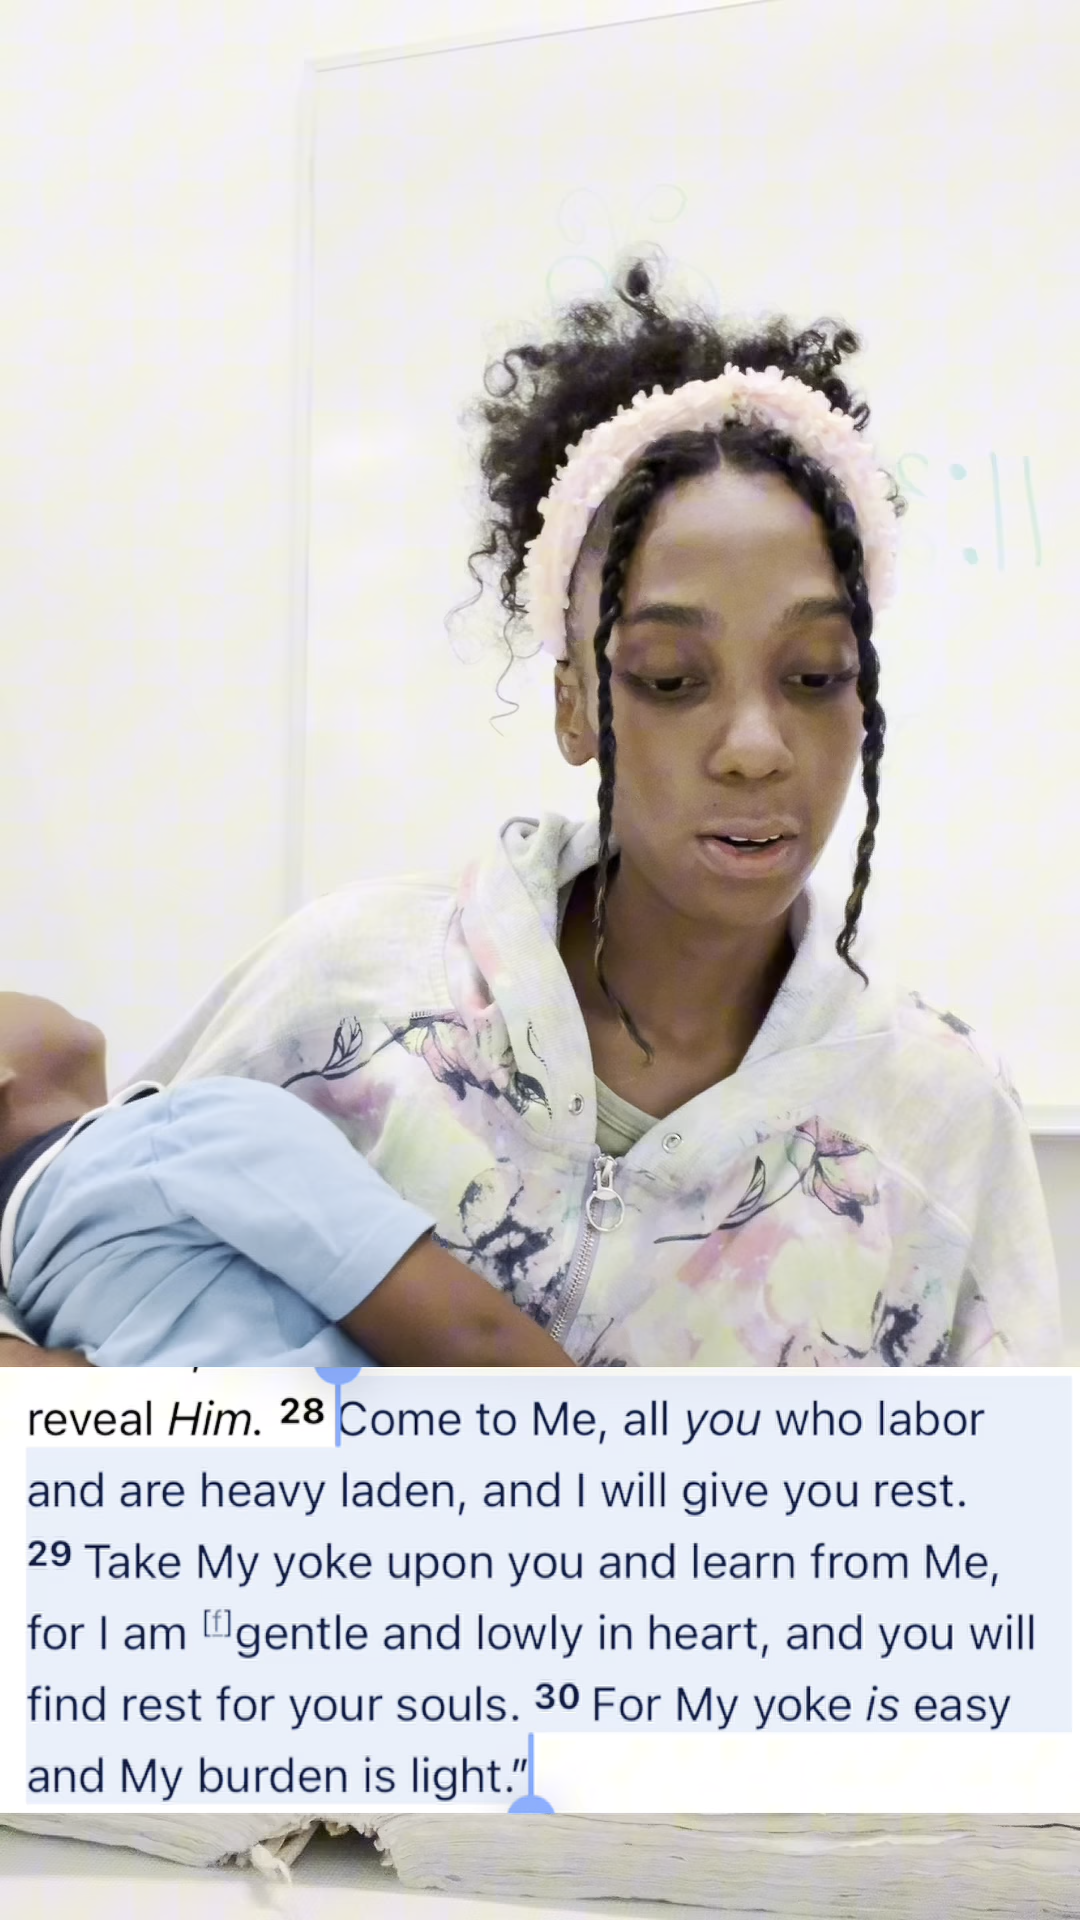 :11
reveal Him. 28 Come to Me, all you who labor
and are heavy laden, and I will give you rest.
29 Take My yoke upon you and learn from Me,
for I am [f]gentle and lowly in heart, and you will
find rest for your souls. 30 For My yoke is easy
and My burden is light.”